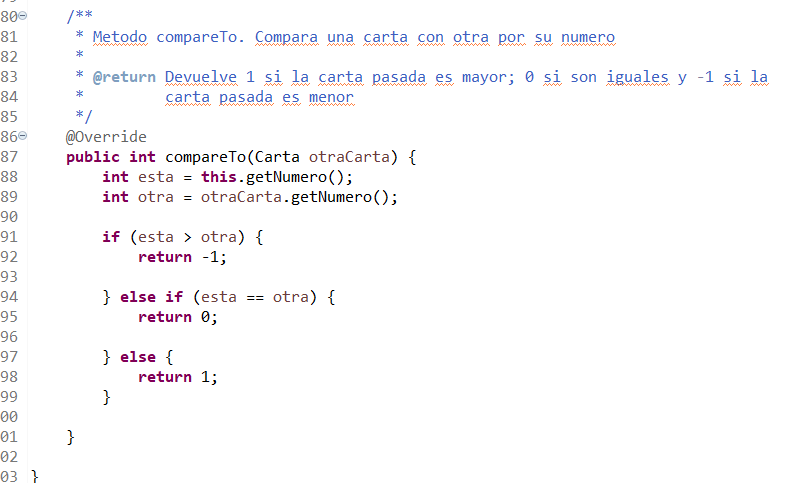 80 /**
81 * Metodo compareTo. Compara una carta con otra por su numero
82 *
83 * @return Devuelve 1 si la carta pasada es mayor; 0 si son iguales y -1 si la
84 * carta pasada es menor
85 */
86 @Override
87 public int compareTo(Carta otraCarta) {
88 int esta = this.getNumero();
89 int otra = otraCarta.getNumero();
90
91 if (esta > otra) {
92 return -1;
93
94 } else if (esta == otra) {
95 return 0;
96
97 } else {
98 return 1;
99 }
00
01 }
02
03 }